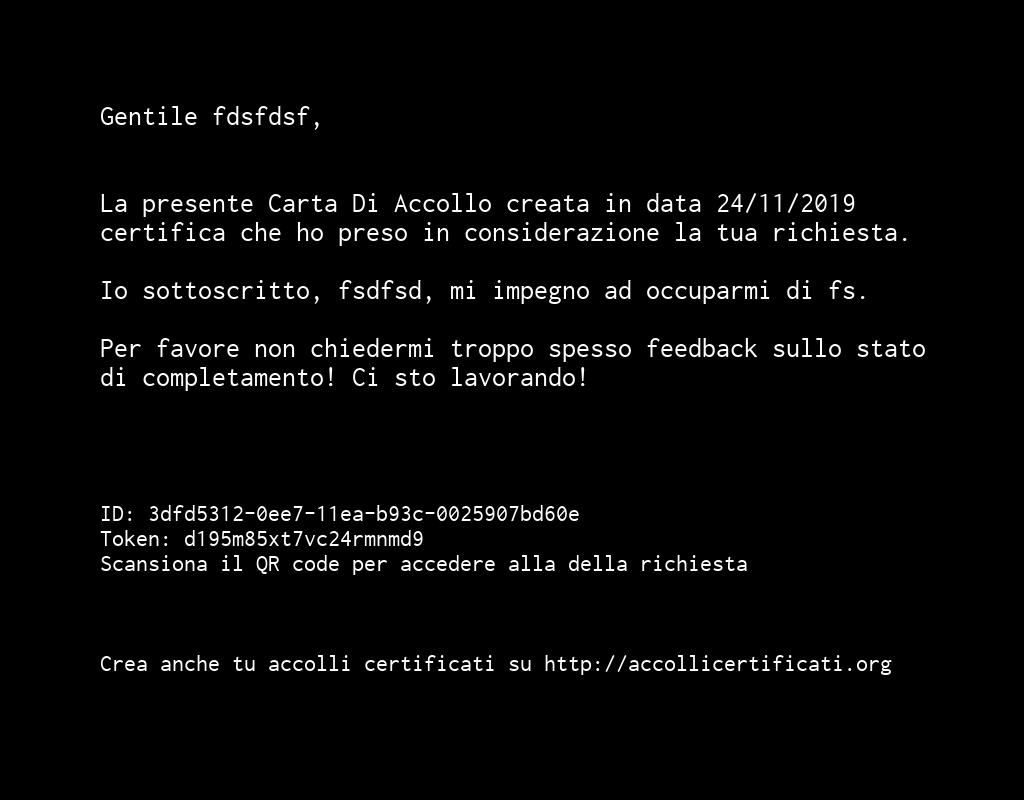 Gentile fdsfdsf,
La presente Carta Di Accollo creata in data 24/11/2019
certifica che ho preso in considerazione la tua richiesta.
Io sottoscritto, fsdfsd, mi impegno ad occuparmi di fs.
Per favore non chiedermi troppo spesso feedback sullo stato
di completamento! Ci sto lavorando!
ID: 3dfd5312-0ee7-11ea-b93c-0025907bd60e
Token: d195m85xt7vc24rmnmd9
Scansiona il QR code per accedere alla della richiesta
Crea anche tu accolli certificati su http://accollicertificati.org